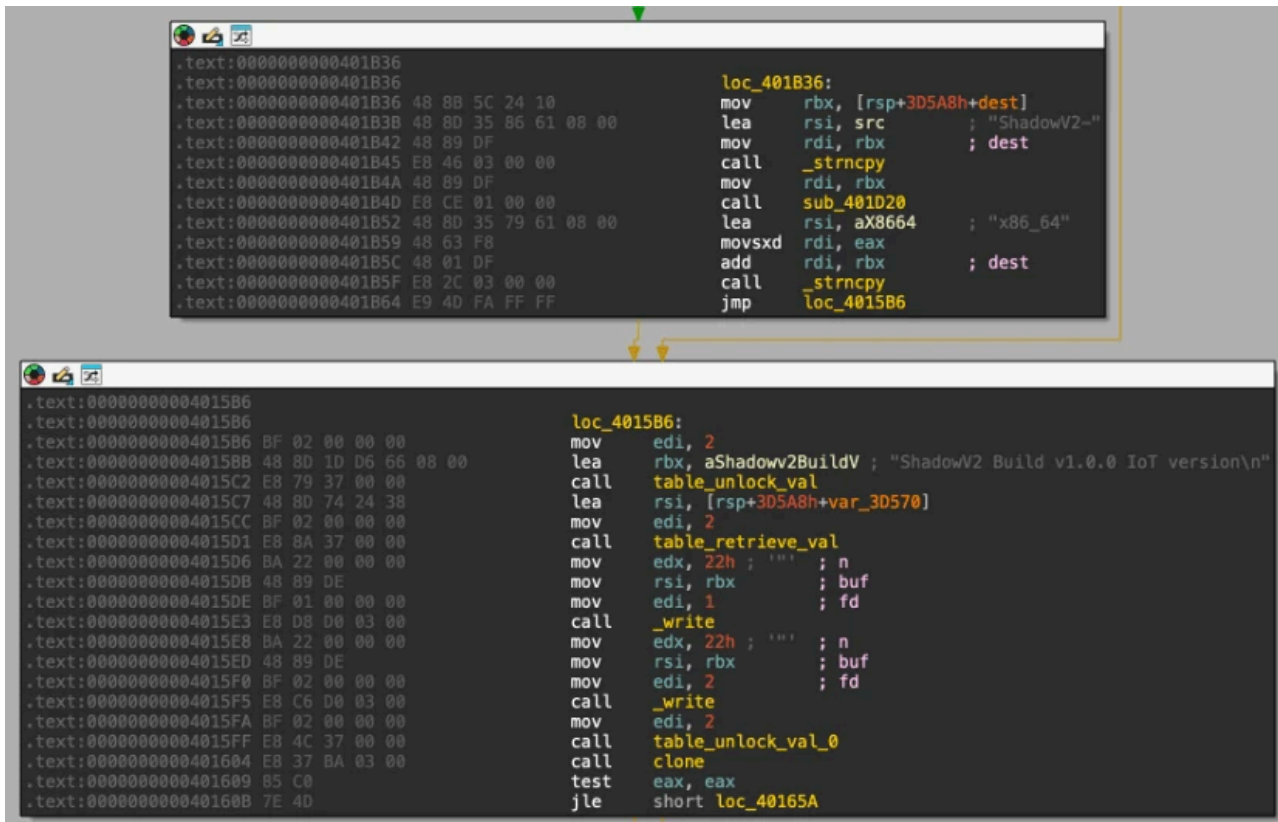 .text:0000000000401B36
.text:0000000000401B36 loc_401B36:
.text:0000000000401B36 48 8B 5C 24 10 mov rbx, [rsp+3D5A8h+dest]
.text:0000000000401B3B 48 8D 35 86 61 08 00 lea rsi, src ; "ShadowV2-"
.text:0000000000401B42 48 89 DF mov rdi, rbx ; dest
.text:0000000000401B45 E8 46 03 00 00 call _strncpy
.text:0000000000401B4A 48 89 DF mov rdi, rbx
.text:0000000000401B4D E8 CE 01 00 00 call sub_401D20
.text:0000000000401B52 48 8D 35 79 61 08 00 lea rsi, aX8664 ; "x86_64"
.text:0000000000401B59 48 63 F8 movsxd rdi, eax
.text:0000000000401B5C 48 01 DF add rdi, rbx ; dest
.text:0000000000401B5F E8 2C 03 00 00 call _strncpy
.text:0000000000401B64 E9 4D FA FF FF jmp loc_4015B6
.text:00000000004015B6
.text:00000000004015B6 loc_4015B6:
.text:00000000004015B6 BF 02 00 00 00 mov edi, 2
.text:00000000004015BB 48 8D 1D D6 66 08 00 lea rbx, aShadowv2BuildV ; "ShadowV2 Build v1.0.0 IoT version\n"
.text:00000000004015C2 E8 79 37 00 00 call table_unlock_val
.text:00000000004015C7 48 8D 74 24 38 lea rsi, [rsp+3D5A8h+var_3D570]
.text:00000000004015CC BF 02 00 00 00 mov edi, 2
.text:00000000004015D1 E8 8A 37 00 00 call table_retrieve_val
.text:00000000004015D6 BA 22 00 00 00 mov edx, 22h ; '"' ; n
.text:00000000004015DB 48 89 DE mov rsi, rbx ; buf
.text:00000000004015DE BF 01 00 00 00 mov edi, 1 ; fd
.text:00000000004015E3 E8 D8 D0 03 00 call _write
.text:00000000004015E8 BA 22 00 00 00 mov edx, 22h ; '"' ; n
.text:00000000004015ED 48 89 DE mov rsi, rbx ; buf
.text:00000000004015F0 BF 02 00 00 00 mov edi, 2 ; fd
.text:00000000004015F5 E8 C6 D0 03 00 call _write
.text:00000000004015FA BF 02 00 00 00 mov edi, 2
.text:00000000004015FF E8 4C 37 00 00 call table_unlock_val_0
.text:0000000000401604 E8 37 BA 03 00 call clone
.text:0000000000401609 85 C0 test eax, eax
.text:000000000040160B 7E 4D jle short loc_40165A